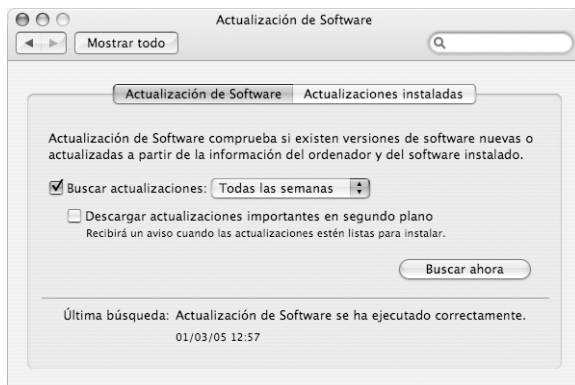 Actualización de Software
Mostrar todo
Actualización de Software Actualizaciones instaladas
Actualización de Software comprueba si existen versiones de software nuevas o
actualizadas a partir de la información del ordenador y del software instalado.
Buscar actualizaciones: Todas las semanas
Descargar actualizaciones importantes en segundo plano
Recibirá un aviso cuando las actualizaciones estén listas para instalar.
Buscar ahora
Última búsqueda: Actualización de Software se ha ejecutado correctamente.
01/03/05 12:57